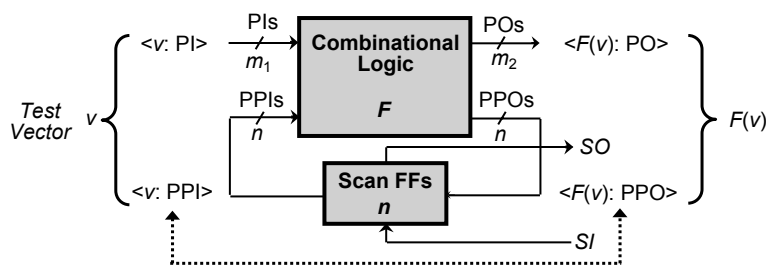 PIs
POs
<v: PI>
m1
Combinational
Logic
F
m2
<F(v): PO>
PPIs
PPOs
Test
Vector
v
n
n
F(v)
SO
<v: PPI>
Scan FFs
n
<F(v): PPO>
SI